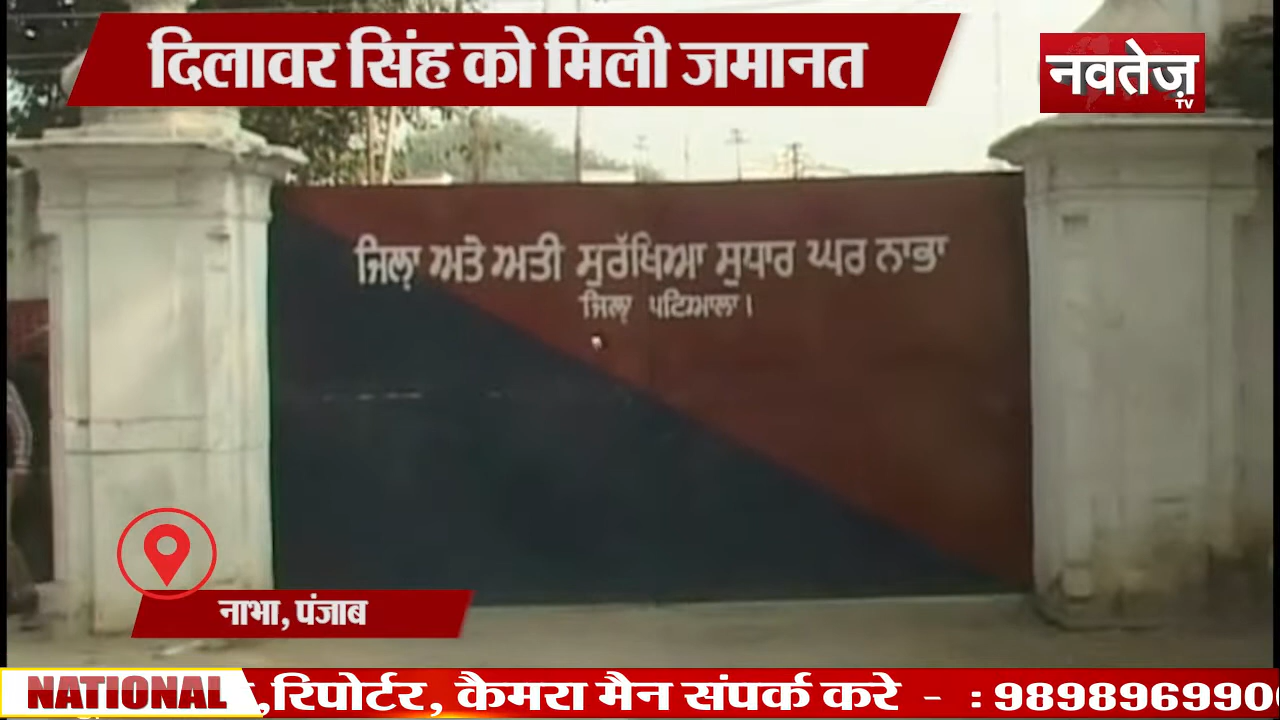 दिलावर सिंह को मिली जमानत
नवतेज़
TV
ਜਿਲ੍ਹਾ ਅਤੇ ਅਤੀ ਸੁਰੱਖਿਆ ਸੁਧਾਰ ਘਰ ਨਾਭਾ
ਜਿਲ੍ਹਾ ਪਟਿਆਲਾ।
नाभा, पंजाब
NATIONAL
,रिपोर्टर, कैमरा मैन संपर्क करे - : 989896990